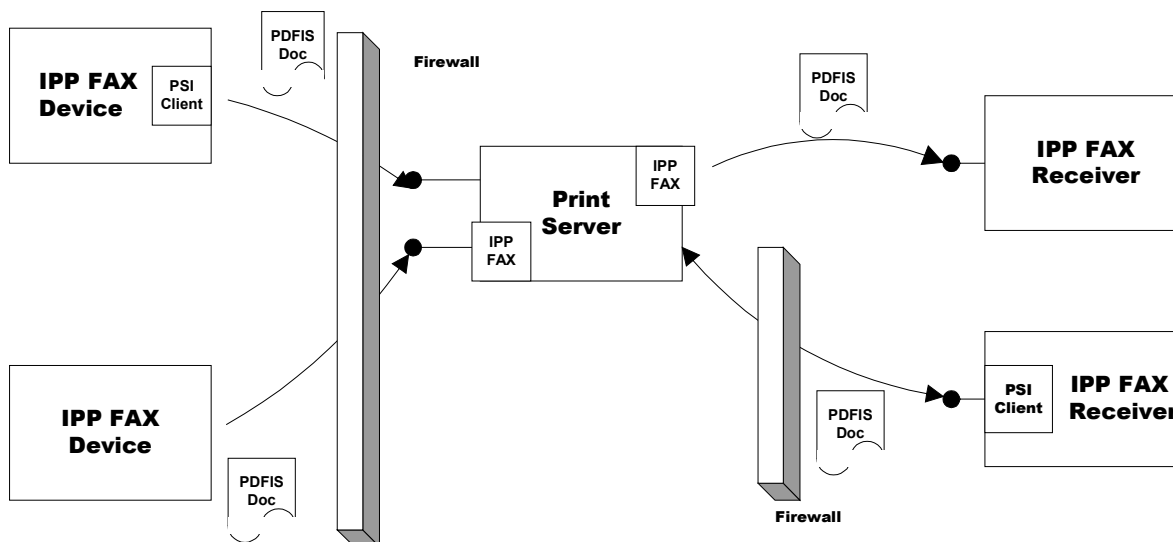 PDFIS
Doc
Firewall
IPP FAX
Device
PSI
Client
PDFIS
Doc
IPP FAX
Receiver
IPP
FAX
Print
Server
IPP
FAX
IPP FAX
Device
PDFIS
Doc
PSI
Client
IPP FAX
Receiver
PDFIS
Doc
Firewall